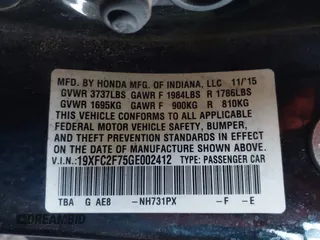 MFD. BY HONDA MFG. OF INDIANA, LLC 11/15
GVWR 3737LBS GAWR F 1984LBS R 1786LBS
GVWR 1695KG GAWR F 900KG R 810KG
THIS VEHICLE CONFORMS TO ALL APPLICABLE
FEDERAL MOTOR VEHICLE SAFETY, BUMPER,
AND THEFT PREVENTION STANDARDS IN
EFFECT ON THE DATE OF MANUFACTURE
SHOWN ABOVE.
V.I.N.: 19XFC2F75GE002412 TYPE: PASSENGER CAR
TBA G AE8 -NH731PX -F -E
DREAMBID